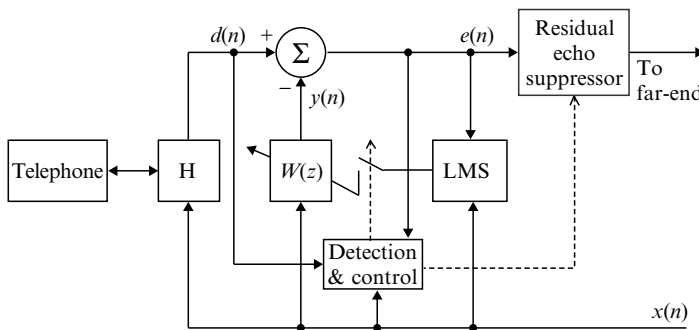 d(n)
+
e(n)
Residual
echo
suppressor
Σ
To
far-end
−
y(n)
Telephone
H
W(z)
LMS
Detection
& control
x(n)